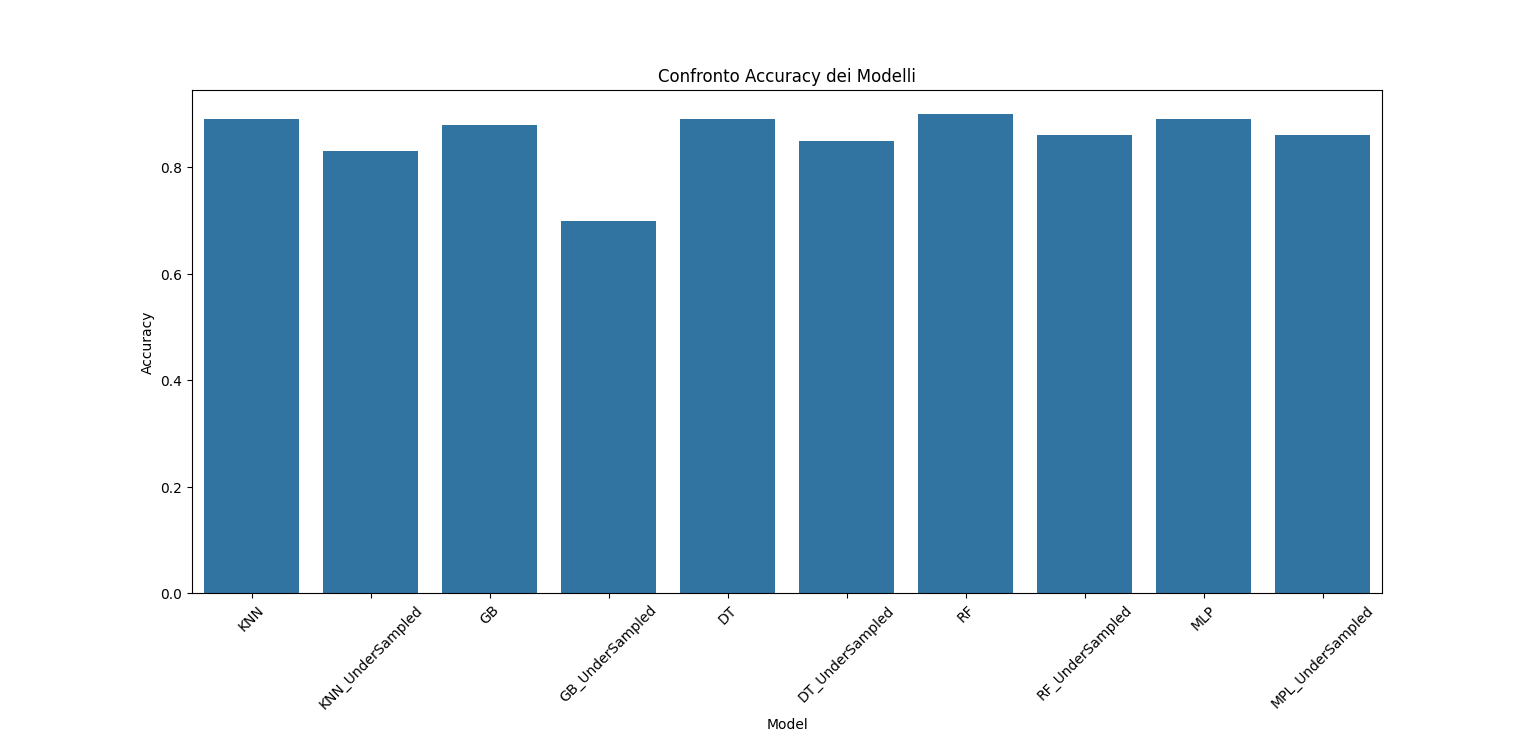 Confronto Accuracy dei Modelli
Accuracy
0.8
0.6
0.4
0.2
0.0
KNN
KNN_UnderSampled
GB
GB_UnderSampled
DT
DT_UnderSampled
RF
RF_UnderSampled
MLP
MPL_UnderSampled
Model